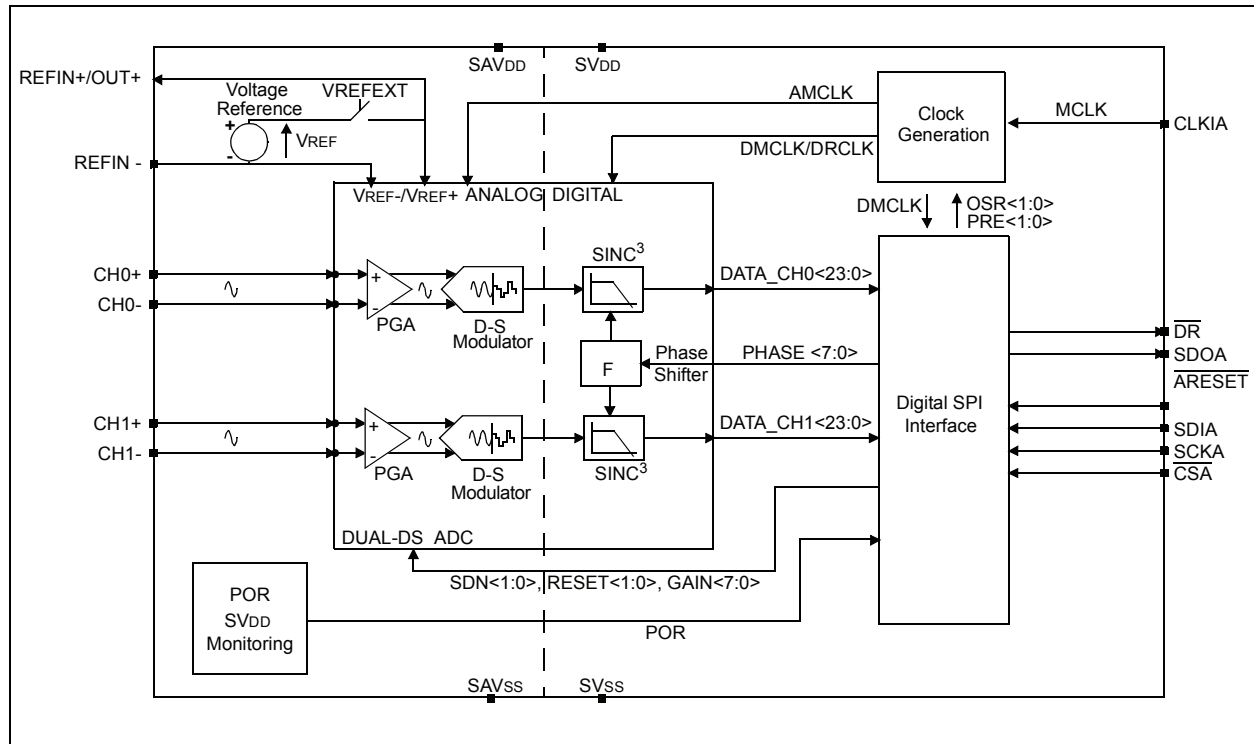 SAVDD
SVDD
REFIN+/OUT+
Voltage
Reference
VREFEXT
+
-
VREF
REFIN -
AMCLK
DMCLK/DRCLK
Clock
Generation
MCLK
CLKIA
VREF-/VREF+ ANALOG DIGITAL
DMCLK
OSR<1:0>
PRE<1:0>
CH0+
CH0-
+
-
PGA
D-S
Modulator
SINC3
DATA_CH0<23:0>
F
Phase
Shifter
PHASE <7:0>
Digital SPI
Interface
DR
SDOA
ARESET
SDIA
SCKA
CSA
CH1+
CH1-
+
-
PGA
D-S
Modulator
SINC3
DATA_CH1<23:0>
DUAL-DS ADC
SDN<1:0>, RESET<1:0>, GAIN<7:0>
POR
SVDD
Monitoring
POR
SAVSS
SVSS